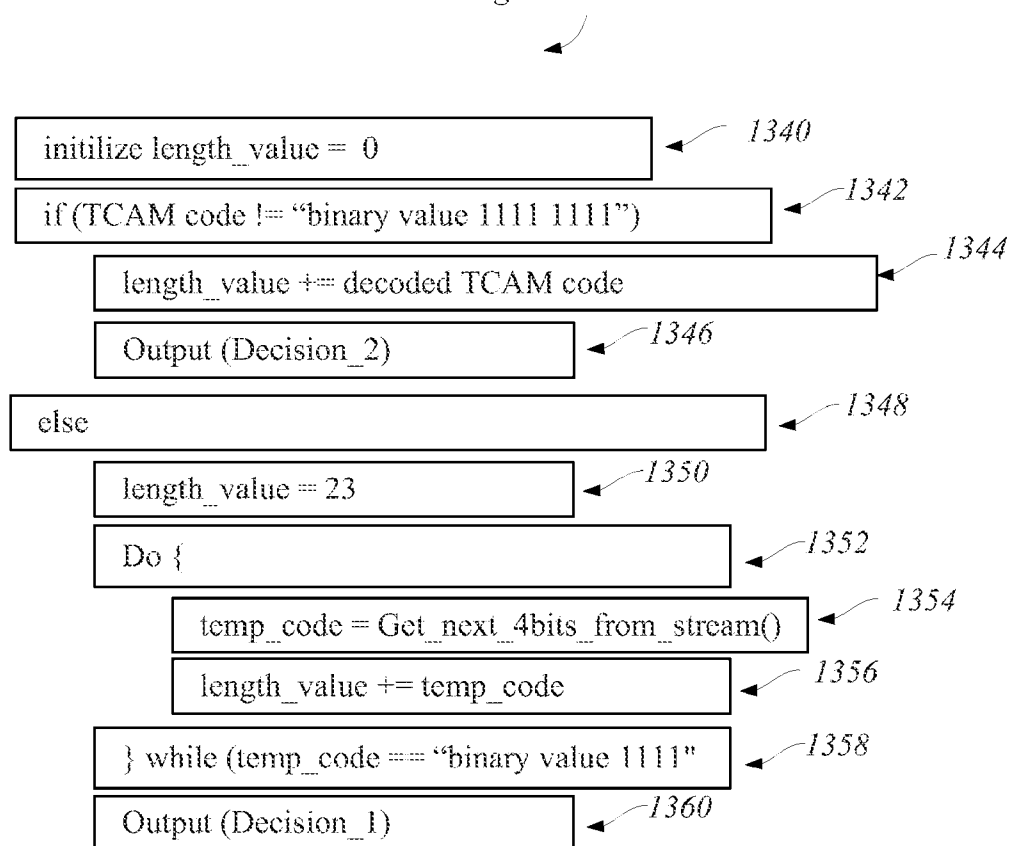 initilize length_value = 0
1340
if (TCAM code != “binary value 1111 1111”)
1342
length_value += decoded TCAM code
1344
Output (Decision_2)
1346
else
1348
length_value = 23
1350
Do {
1352
temp_code = Get_next_4bits_from_stream()
1354
length_value += temp_code
1356
} while (temp_code == “binary value 1111"
1358
Output (Decision_1)
1360